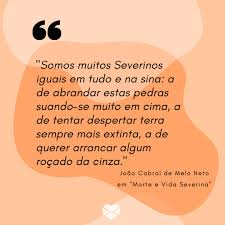 "Somos muitos Severinos
iguais em tudo e na sina: a
de abrandar estas pedras
suando-se muito em cima, a
de tentar despertar terra
sempre mais extinta, a de
querer arrancar algum
roçado da cinza."
João Cabral de Melo Neto
em "Morte e Vida Severina"